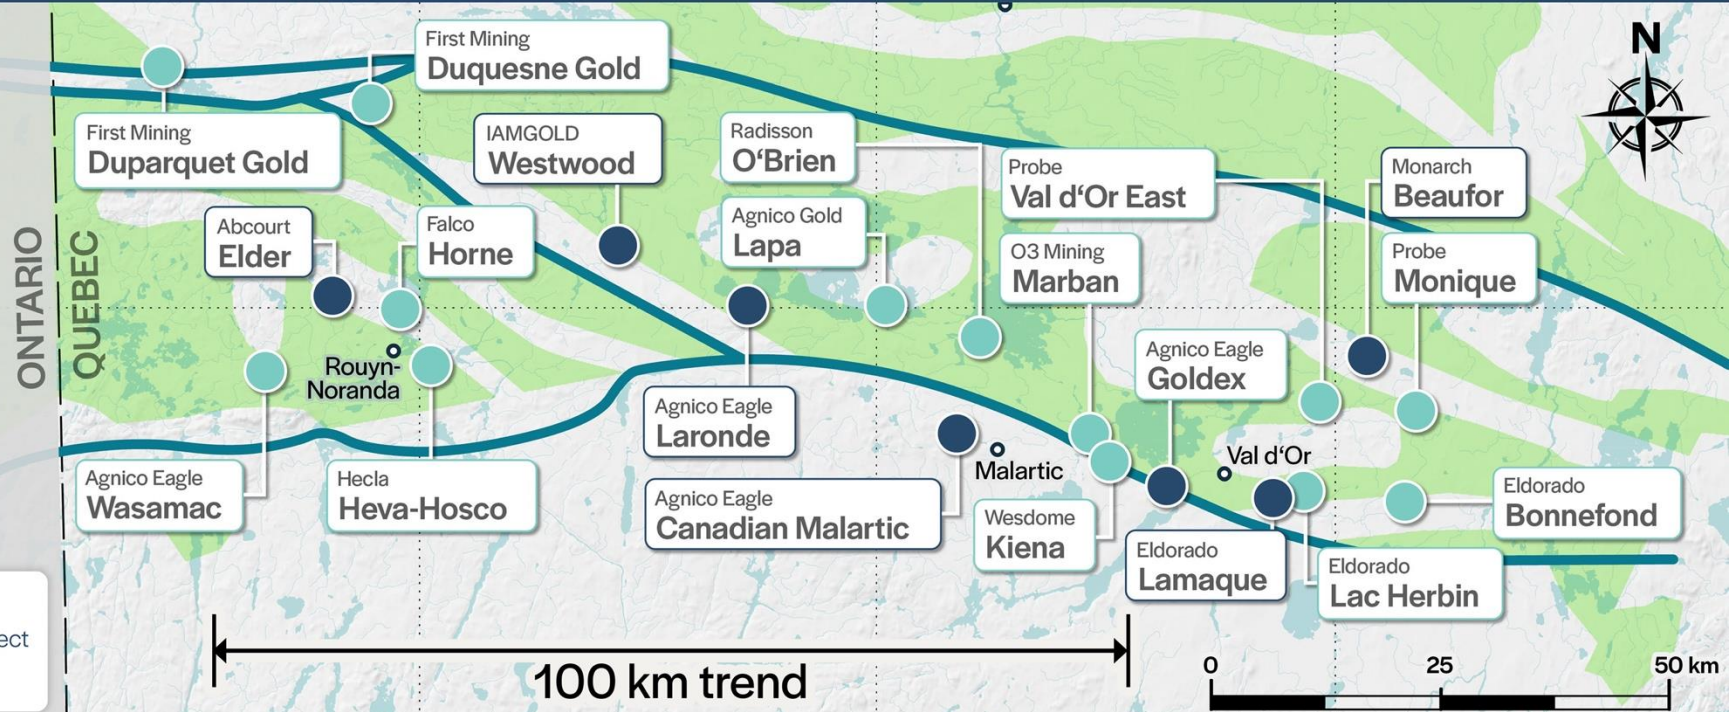 N
First Mining
Duquesne Gold
First Mining
Duparquet Gold
IAMGOLD
Westwood
Radisson
O‘Brien
Probe
Val d‘Or East
Monarch
Beaufor
Abcourt
Elder
Falco
Horne
Agnico Gold
Lapa
O3 Mining
Marban
Probe
Monique
ONTARIO
QUEBEC
Rouyn-
Noranda
Agnico Eagle
Goldex
Agnico Eagle
Laronde
Malartic
Val d‘Or
Agnico Eagle
Wasamac
Hecla
Heva-Hosco
Agnico Eagle
Canadian Malartic
Wesdome
Kiena
Eldorado
Lamaque
Eldorado
Lac Herbin
Eldorado
Bonnefond
ect
100 km trend
0 25 50 km